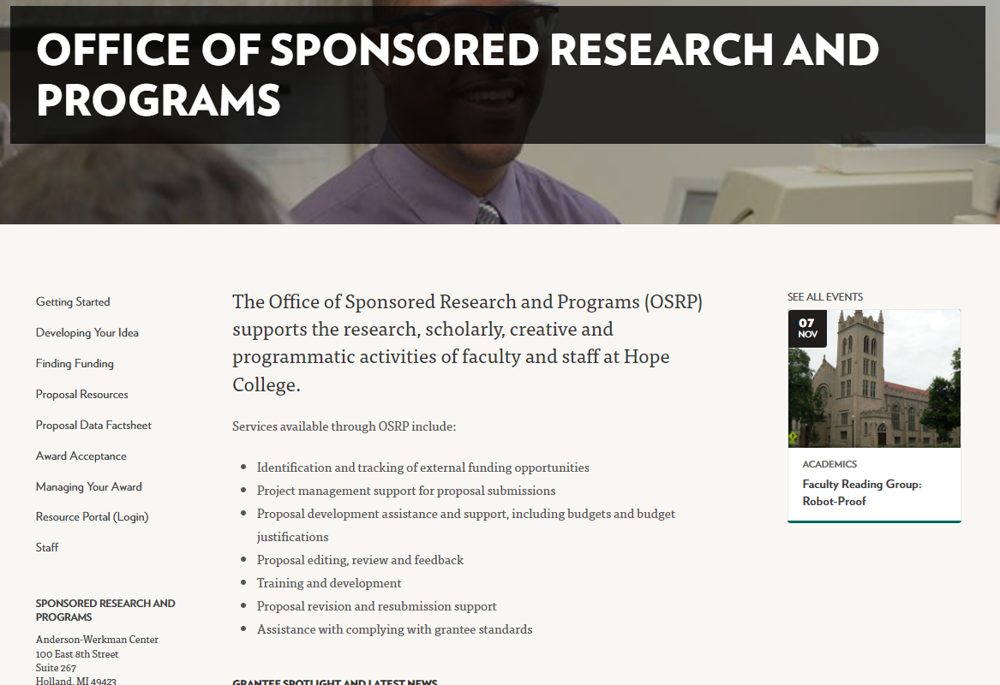 OFFICE OF SPONSORED RESEARCH AND
PROGRAMS
Getting Started
Developing Your Idea
Finding Funding
Proposal Resources
Proposal Data Factsheet
Award Acceptance
Managing Your Award
Resource Portal (Login)
Staff
SPONSORED RESEARCH AND
PROGRAMS
Anderson-Werkman Center
100 East 8th Street
Suite 267
Holland, MI 49423
The Office of Sponsored Research and Programs (OSRP)
supports the research, scholarly, creative and
programmatic activities of faculty and staff at Hope
College.
Services available through OSRP include:
• Identification and tracking of external funding opportunities
• Project management support for proposal submissions
• Proposal development assistance and support, including budgets and budget
justifications
• Proposal editing, review and feedback
• Training and development
• Proposal revision and resubmission support
• Assistance with complying with grantee standards
GRANTEE SPOTLIGHT AND LATEST NEWS
SEE ALL EVENTS
07
NOV
ACADEMICS
Faculty Reading Group:
Robot-Proof